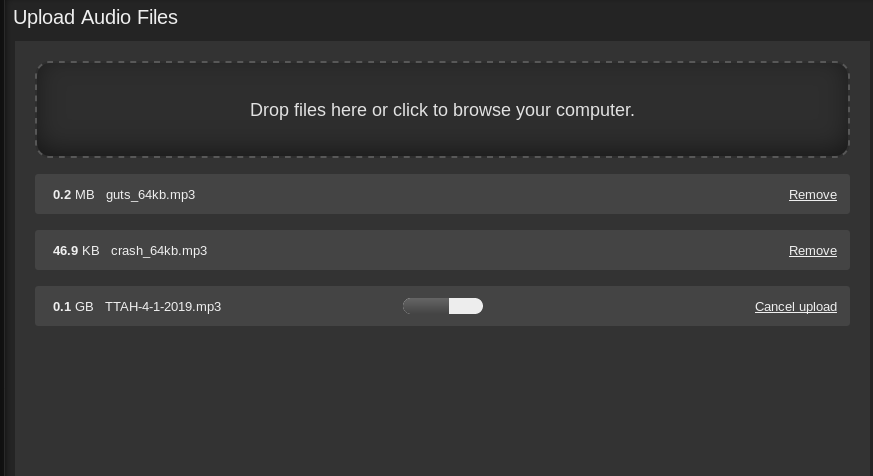 Upload Audio Files
Drop files here or click to browse your computer.
0.2 MB guts_64kb.mp3 Remove
46.9 KB crash_64kb.mp3 Remove
0.1 GB TTAH-4-1-2019.mp3 Cancel upload